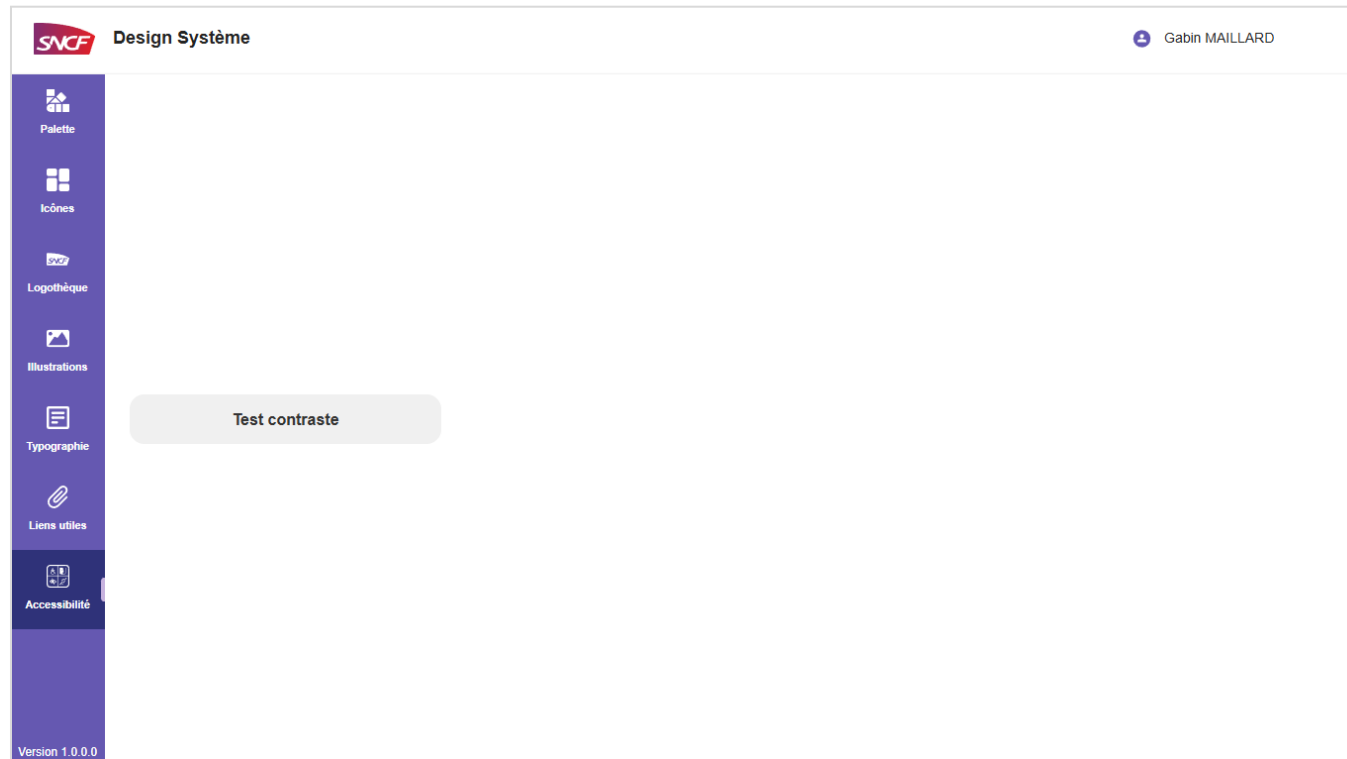 SNCF Design Système
Gabin MAILLARD
Palette
Icônes
SNCF
Logothèque
Illustrations
Typographie
Test contraste
Liens utiles
Accessibilité
Version 1.0.0.0